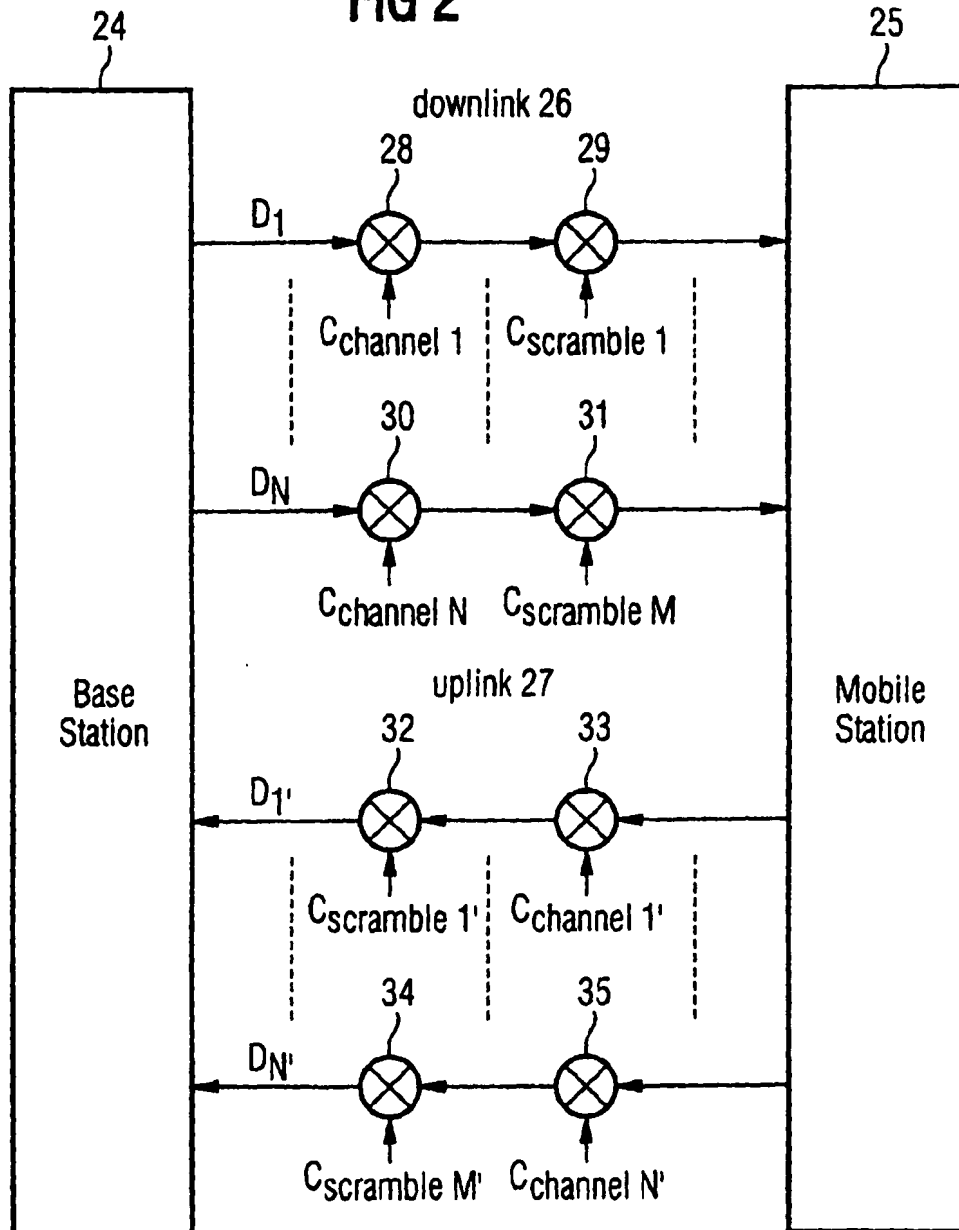 FIG 2
24
25
downlink 26
28
29
D1
Cchannel 1
Cscramble 1
30
31
DN
Cchannel N
Cscramble M
uplink 27
Base
Station
Mobile
Station
32
33
D1'
Cscramble 1'
Cchannel 1'
34
35
DN'
Cscramble M'
Cchannel N'